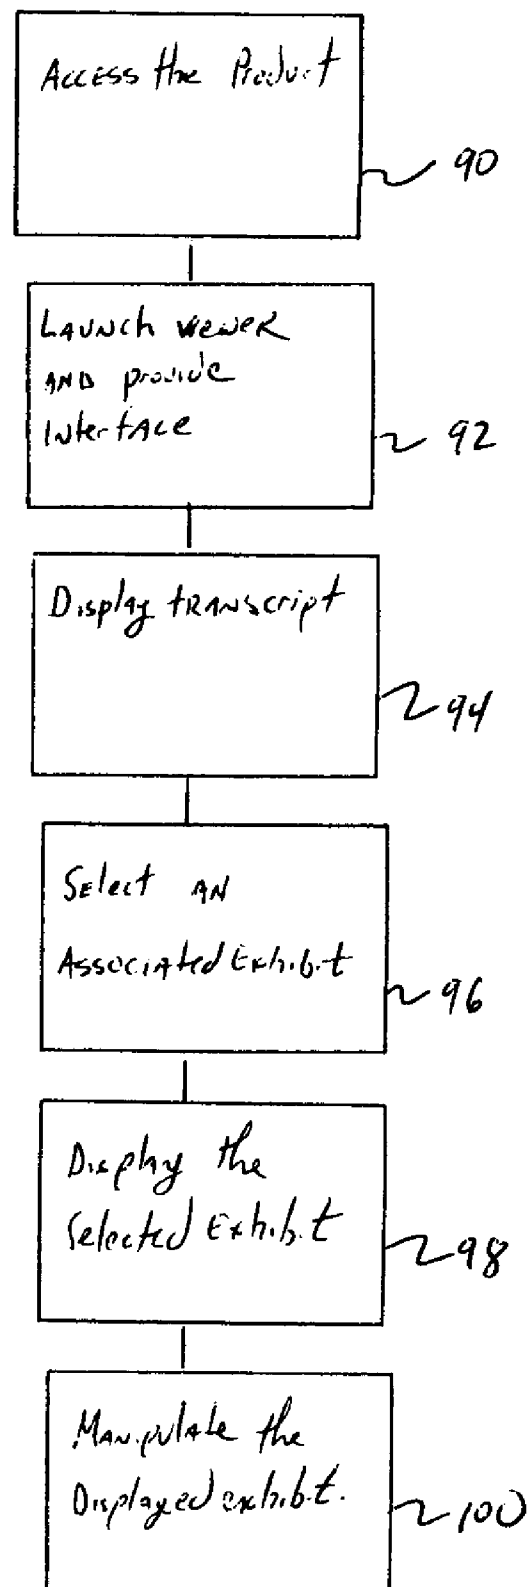 Access the Product
90
Launch viewer
AND provide
Interface
92
Display transcript
94
Select AN
Associated Exhibit
96
Display the
Selected Exhibit
98
Manipulate the
Displayed exhibit.
100